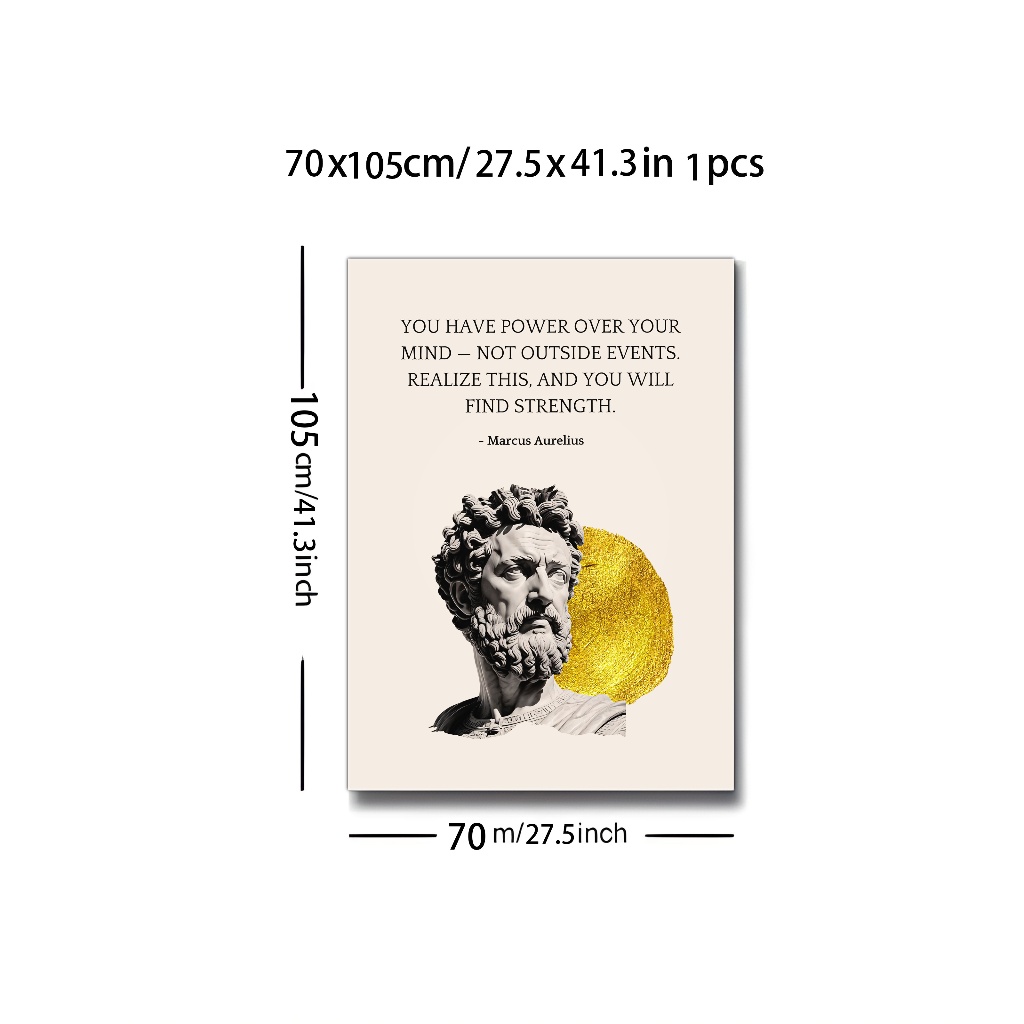 70x105cm/ 27.5x41.3in 1pcs
YOU HAVE POWER OVER YOUR
MIND — NOT OUTSIDE EVENTS.
REALIZE THIS, AND YOU WILL
FIND STRENGTH.
- Marcus Aurelius
105cm/41.3inch
70 m/27.5inch